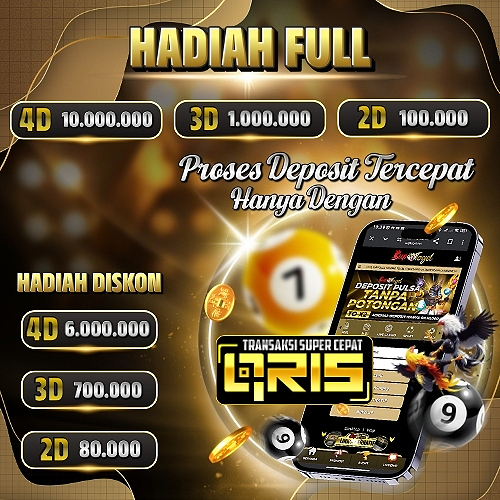 HADIAH FULL
4D 10.000.000
3D 1.000.000
2D 100.000
Proses Deposit Tercepat
Hanya Dengan
HADIAH DISKON
4D 6.000.000
3D 700.000
2D 80.000
DEPOSIT PULSA
TANPA
POTONGAN
TRANSAKSI SUPER CEPAT
QRIS
7
9
9